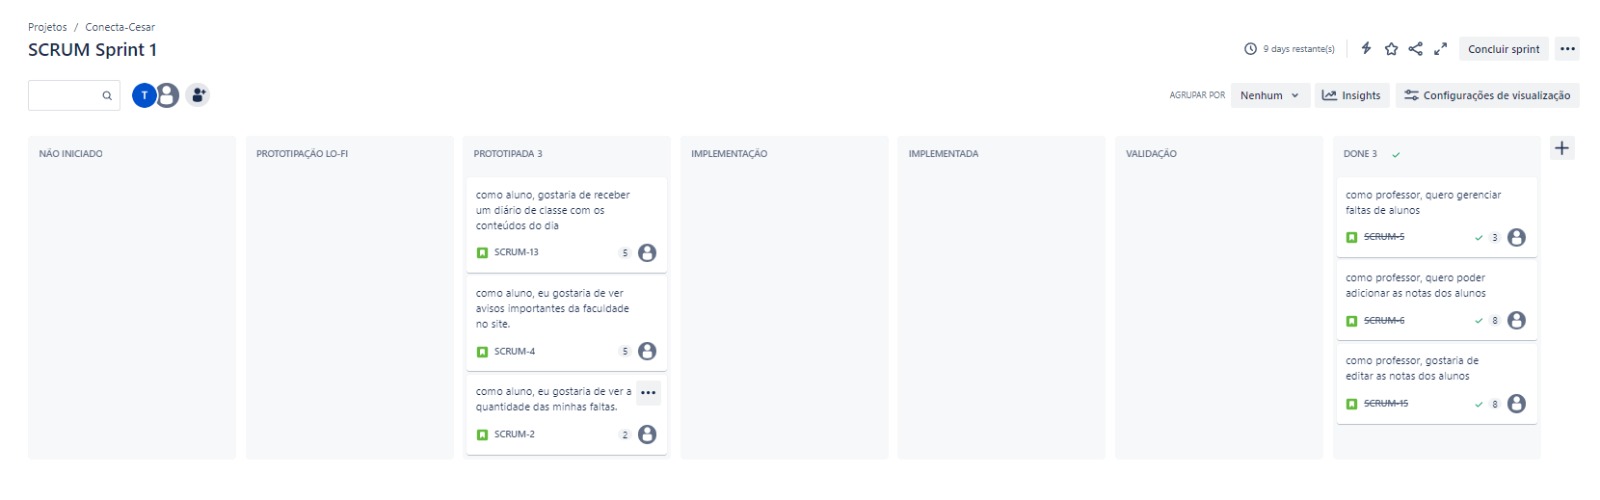 Projetos / Conecta-Cesar
SCRUM Sprint 1
9 days restante(s)
Concluir sprint
T
AGRUPAR POR
Nenhum
Insights
Configurações de visualização
NÃO INICIADO
PROTOTIPAÇÃO LO-FI
PROTOTIPADA 3
como aluno, gostaria de receber
um diário de classe com os
conteúdos do dia
SCRUM-13
5
como aluno, eu gostaria de ver
avisos importantes da faculdade
no site.
SCRUM-4
5
como aluno, eu gostaria de ver a
quantidade das minhas faltas.
SCRUM-2
2
IMPLEMENTAÇÃO
IMPLEMENTADA
VALIDAÇÃO
DONE 3
como professor, quero gerenciar
faltas de alunos
SCRUM-5
3
como professor, quero poder
adicionar as notas dos alunos
SCRUM-6
8
como professor, gostaria de
editar as notas dos alunos
SCRUM-15
8